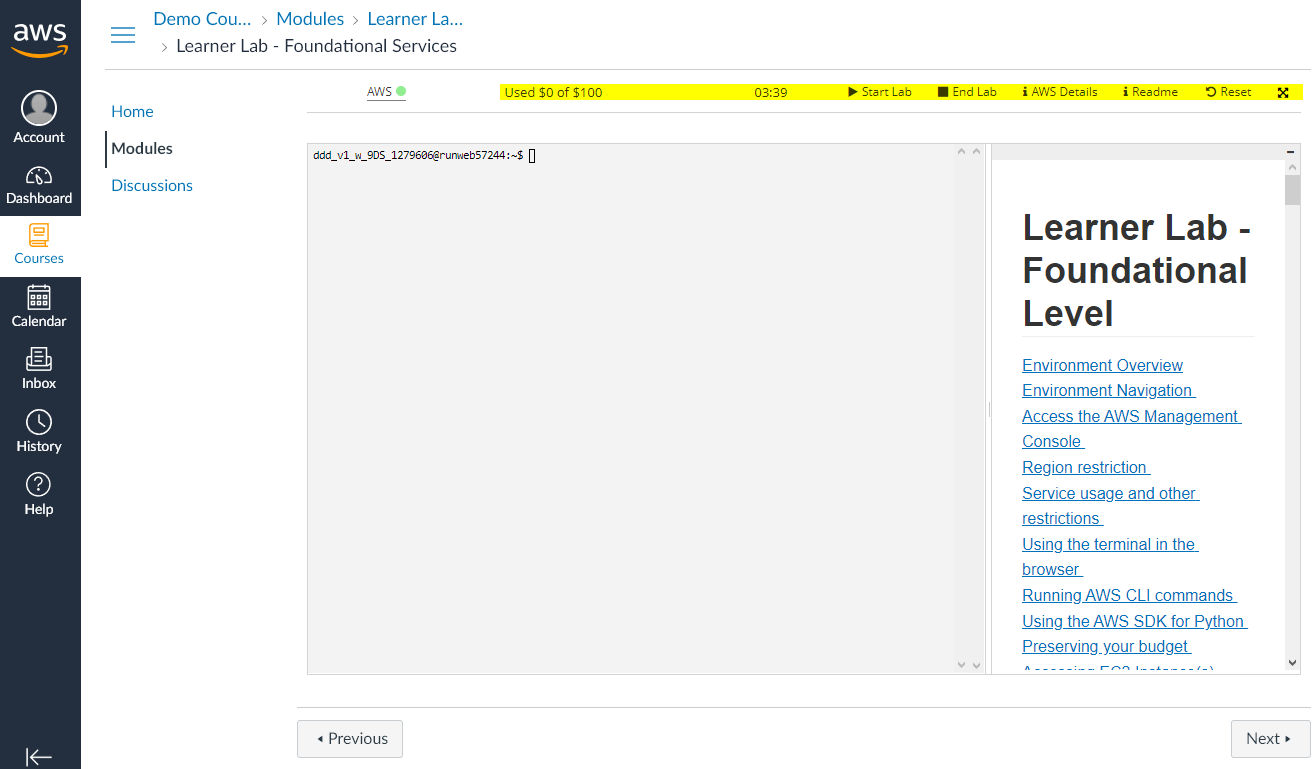 aws
Account
Dashboard
Courses
Calendar
Inbox
History
Help
Demo Cou... > Modules > Learner La...
> Learner Lab - Foundational Services
Home
Modules
Discussions
AWS
Used $0 of $100 03:39 Start Lab End Lab AWS Details Readme Reset
ddd_v1_w_9DS_1279606@runweb57244:~$
Learner Lab -
Foundational
Level
Environment Overview
Environment Navigation
Access the AWS Management
Console
Region restriction
Service usage and other
restrictions
Using the terminal in the
browser
Running AWS CLI commands
Using the AWS SDK for Python
Preserving your budget
Accessing EC2 Instance(s)
Previous
Next